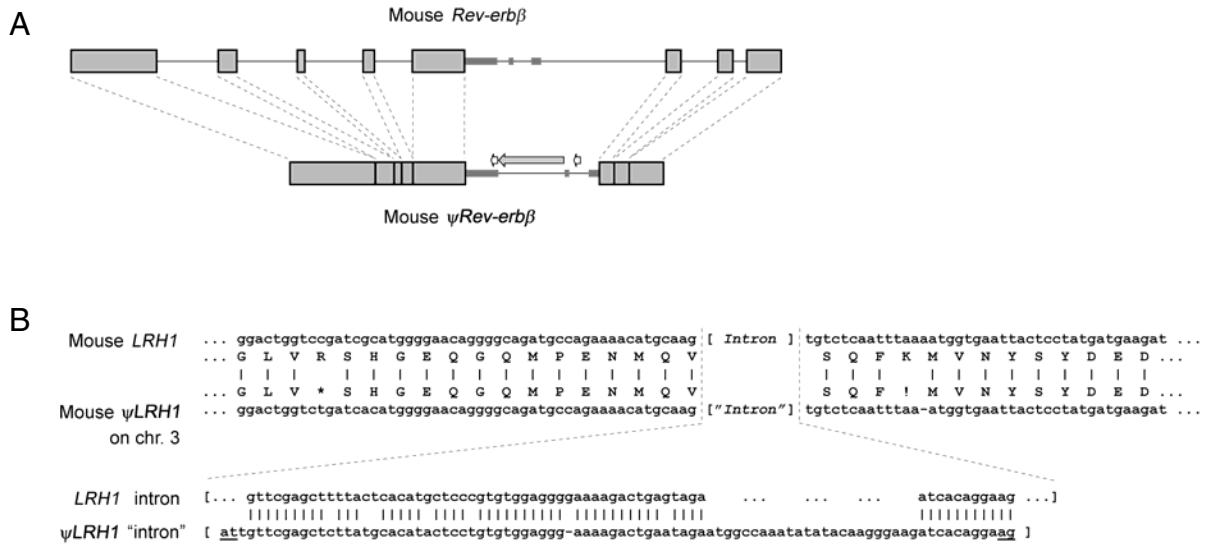 A
Mouse Rev-erbβ
Mouse ψRev-erbβ
B
Mouse LRH1 ... ggactggtccgatcgcatggggaacaggggcagatgccagaaaacatgcaag [ Intron ] tgtctcaatttaaaatggtgaattactcctatgatgaagat ...
... G L V R S H G E Q G Q M P E N M Q V S Q F K M V N Y S Y D E D ...
G L V * S H G E Q G Q M P E N M Q V S Q F ! M V N Y S Y D E D
Mouse ψLRH1 ... ggactggtctgatcacatggggaacaggggcagatgccagaaaacatgcaag ["Intron"] tgtctcaatttaa-atggtgaattactcctatgatgaagat ...
on chr. 3
LRH1 intron [... gttcgagcttttactcacatgctcccgtgtggaggggaaaagactgagtaga ... ... ... atcacaggaag ...]
ψLRH1 "intron" [ attgttcgagctcttatgcacatactcctgtgtggaggg-aaaagactgaatagaatggccaaatatatacaagggaagatcacaggaag ]